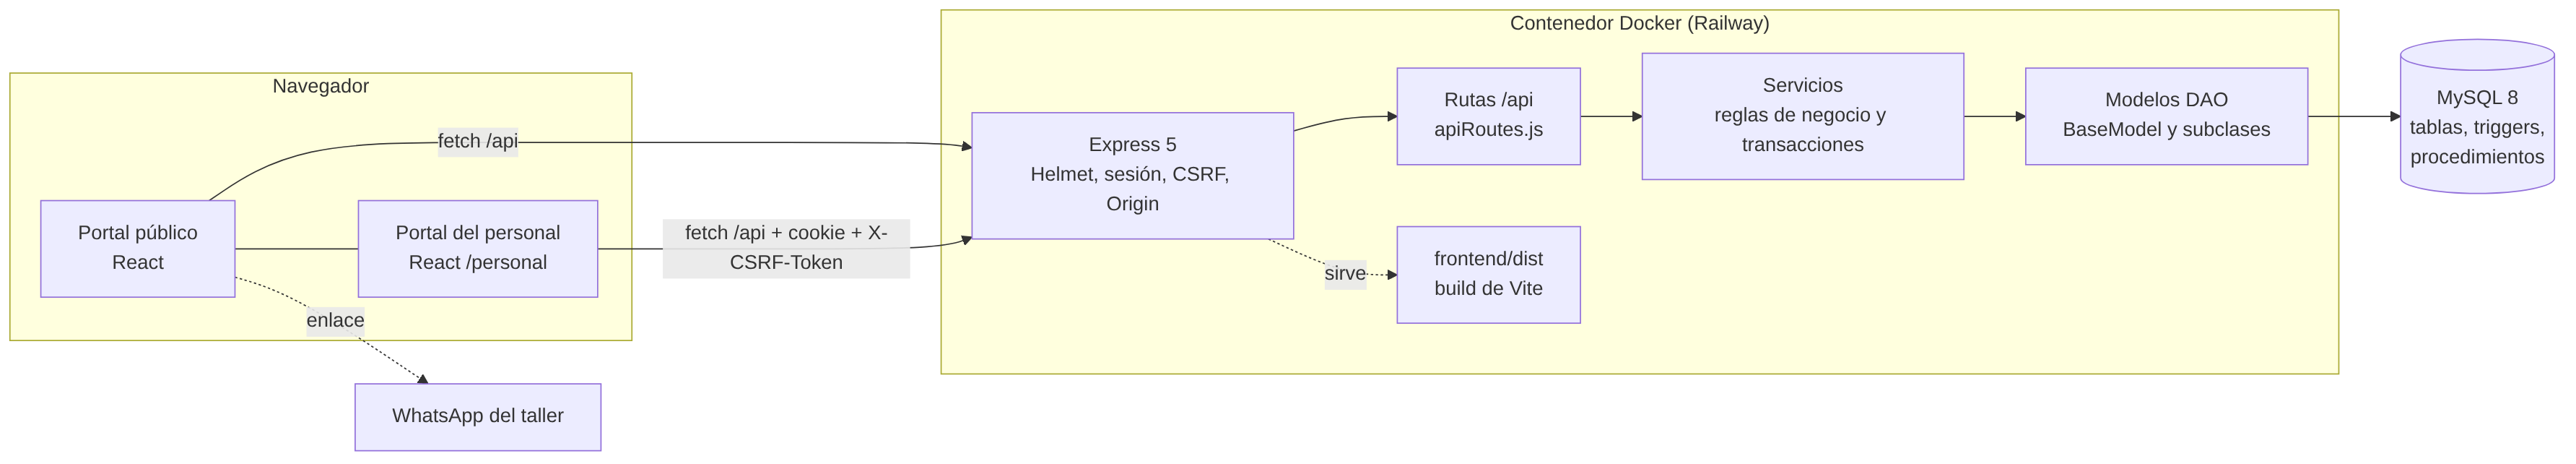 Navegador
Portal público
React
Portal del personal
React /personal
fetch /api
fetch /api + cookie + X-
CSRF-Token
enlace
WhatsApp del taller
Contenedor Docker (Railway)
Express 5
Helmet, sesión, CSRF,
Origin
Rutas /api
apiRoutes.js
Servicios
reglas de negocio y
transacciones
Modelos DAO
BaseModel y subclases
sirve
frontend/dist
build de Vite
MySQL 8
tablas, triggers,
procedimientos